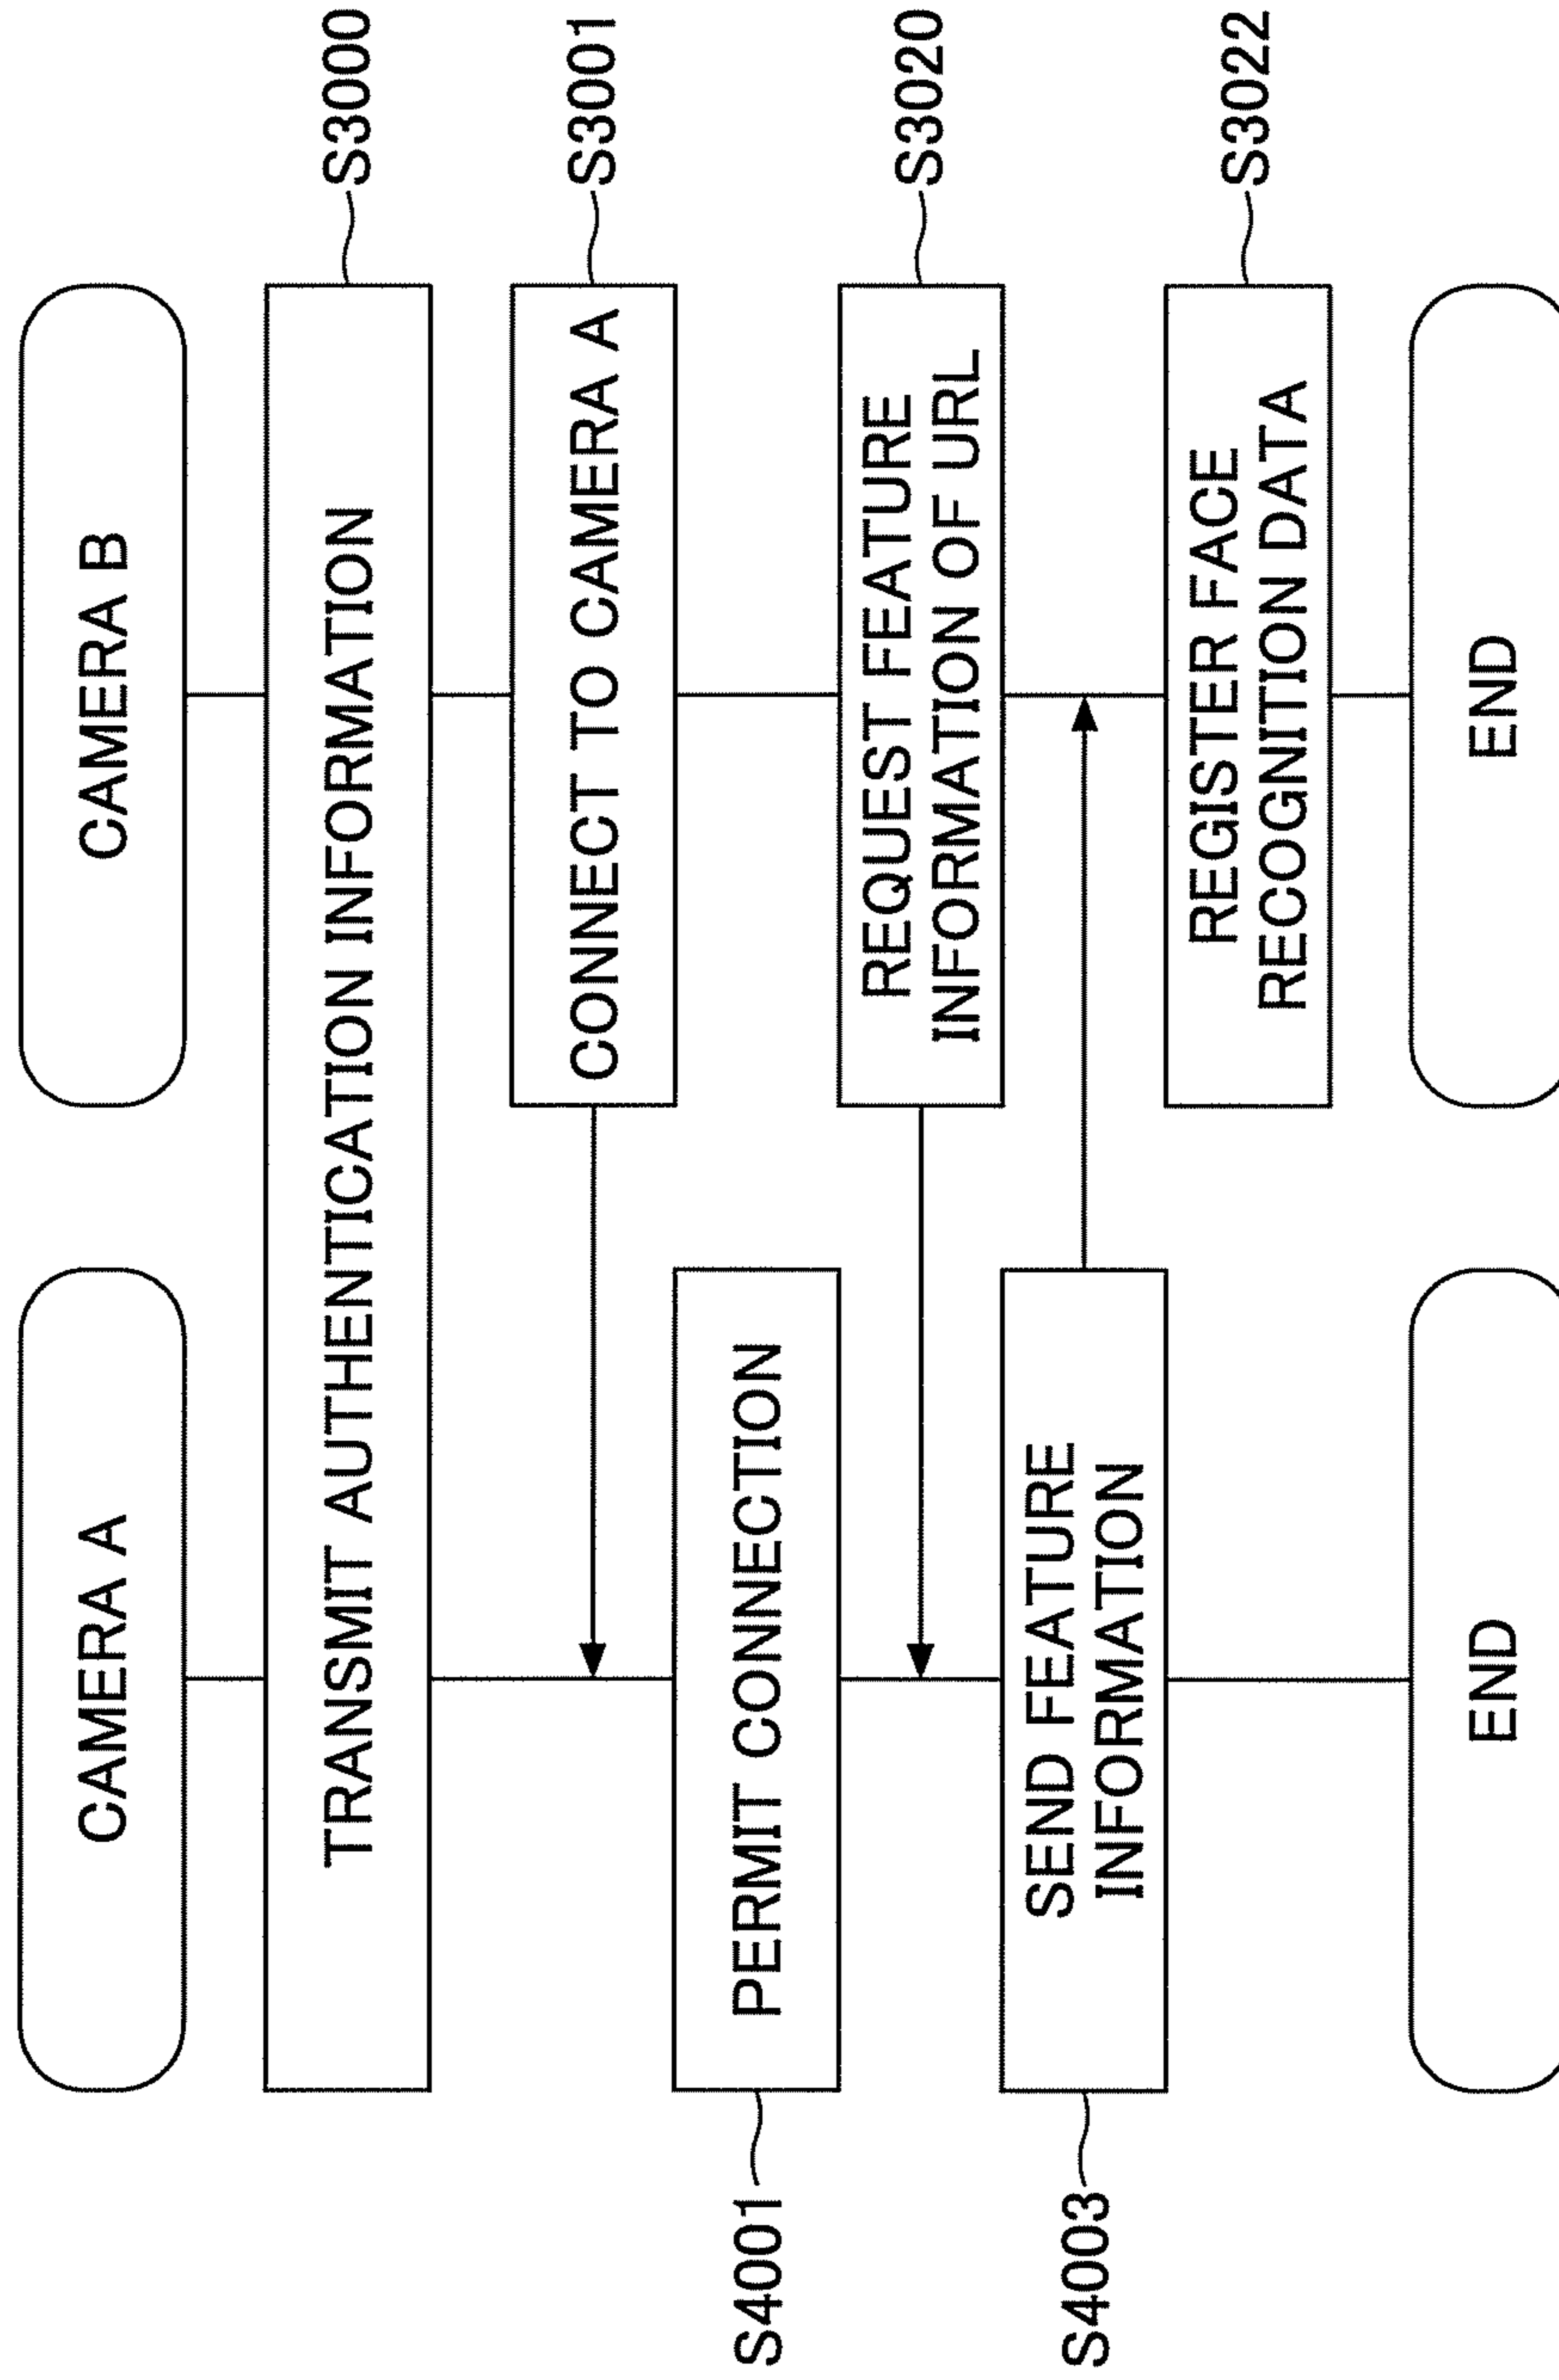 CAMERA A
CAMERA B
TRANSMIT AUTHENTICATION INFORMATION
S3000
CONNECT TO CAMERA A
S3001
S4001
PERMIT CONNECTION
REQUEST FEATURE
INFORMATION OF URL
S3020
S4003
SEND FEATURE
INFORMATION
REGISTER FACE
RECOGNITION DATA
S3022
END
END